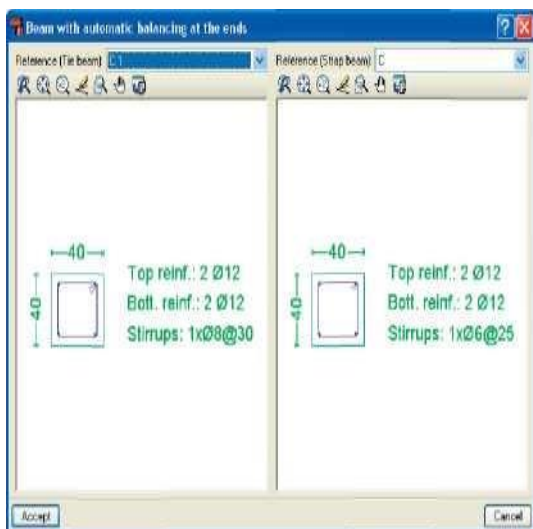 Beam with automatic balancing at the ends
Reference (Tie beam) C.1
Reference (Strap beam) C
40
40
Top reinf.: 2 Ø12
Bott. reinf.: 2 Ø12
Stirrups: 1xØ8@30
40
40
Top reinf.: 2 Ø12
Bott. reinf.: 2 Ø12
Stirrups: 1xØ6@25
Accept
Cancel